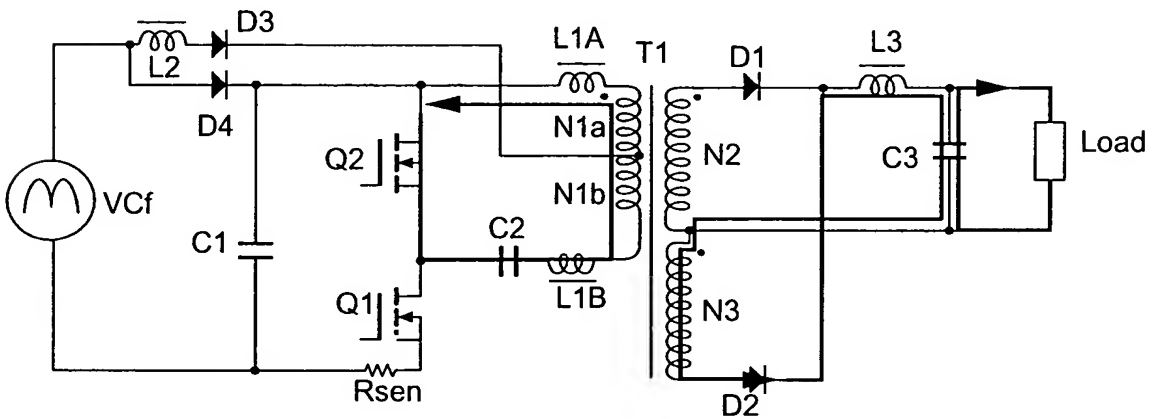 D3
L2
D4
L1A
T1
D1
L3
N1a
Q2
N1b
N2
C3
Load
VCf
C1
C2
L1B
Q1
N3
Rsen
D2